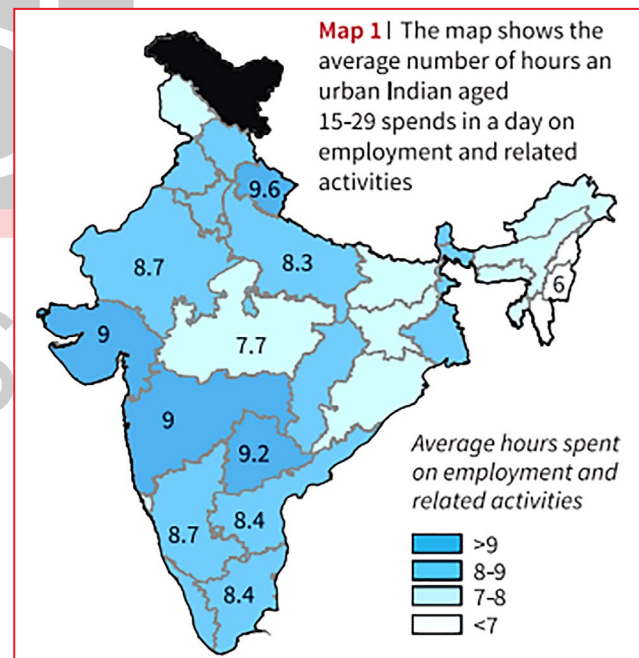 Map 1 | The map shows the
average number of hours an
urban Indian aged
15-29 spends in a day on
employment and related
activities
9.6
8.7
8.3
6
9
7.7
9
9.2
8.7
8.4
8.4
Average hours spent
on employment and
related activities
>9
8-9
7-8
<7